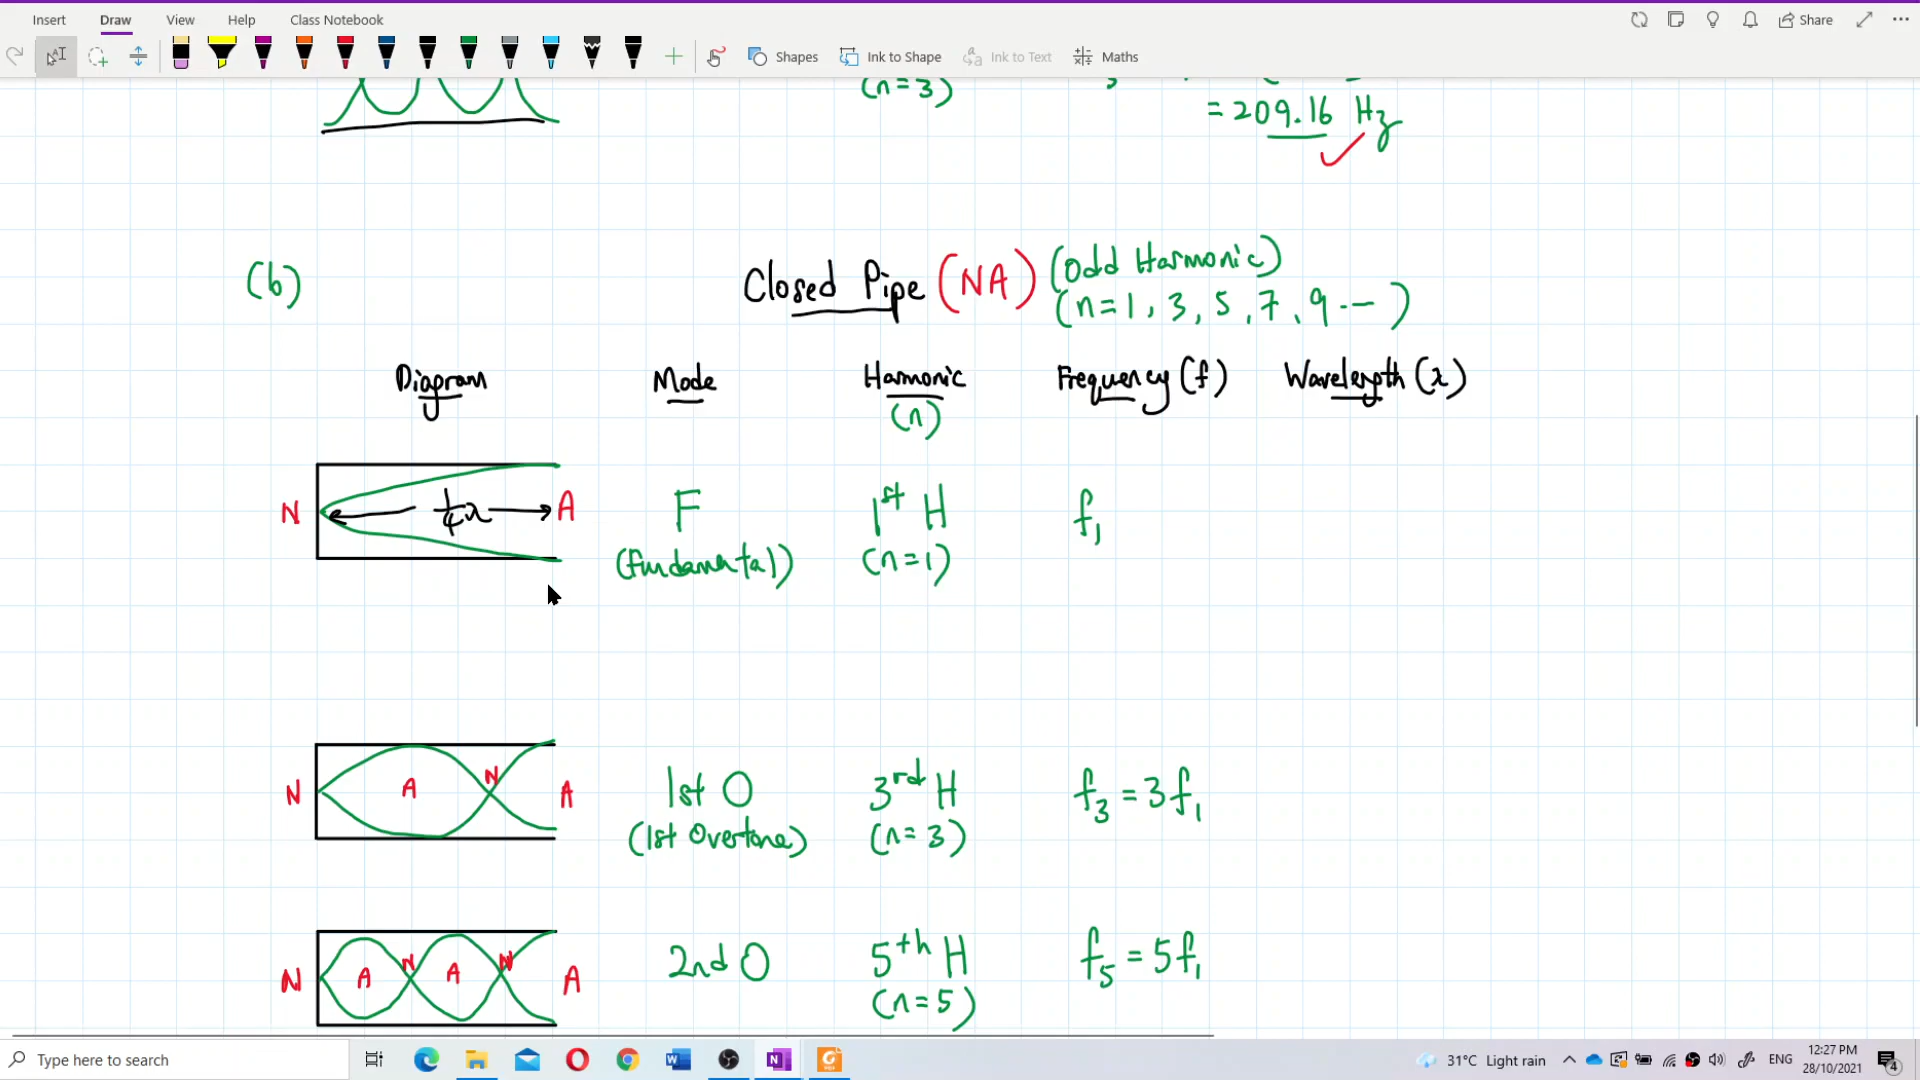 Insert Draw View Help Class Notebook Share
Shapes Ink to Shape Ink to Text Maths
(n=3)
= 209.16 Hz
(b) Closed Pipe (NA) (Odd Harmonic)
(n=1, 3, 5, 7, 9 -- )
Diagram Mode Harmonic Frequency (f) Wavelength (λ)
(n)
N ¼λ A F 1st H f₁
(fundamental) (n=1)
N A N A 1st O 3rd H f₃ = 3f₁
(1st Overtone) (n=3)
N A N A N A 2nd O 5th H f₅ = 5f₁
(n=5)
Type here to search 31°C Light rain ENG 12:27 PM
28/10/2021 4